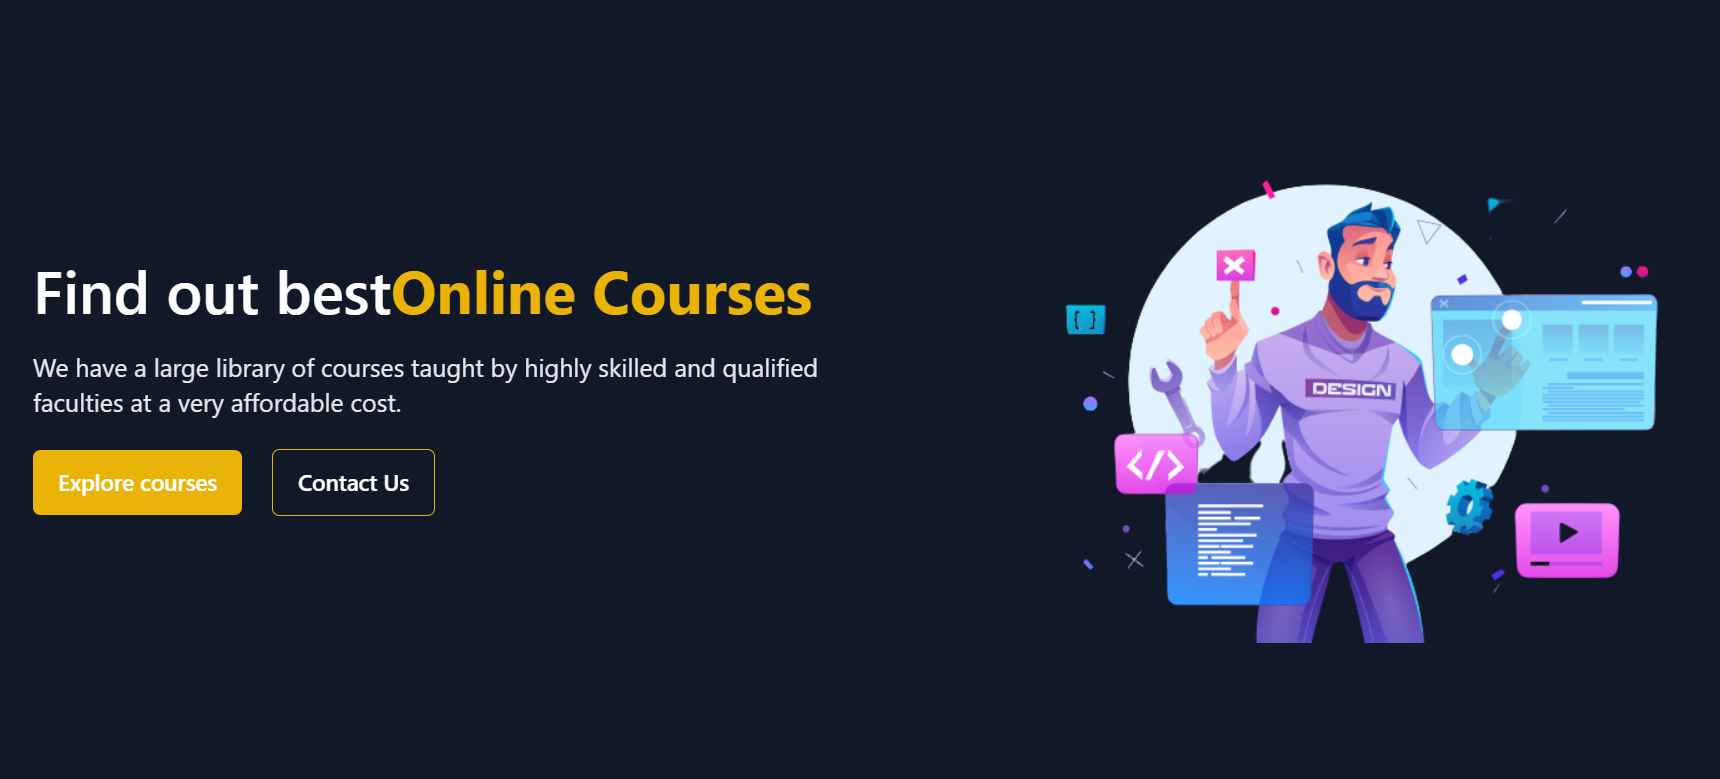 Find out bestOnline Courses
We have a large library of courses taught by highly skilled and qualified
faculties at a very affordable cost.
Explore courses
Contact Us
{ }
DESIGN
</>